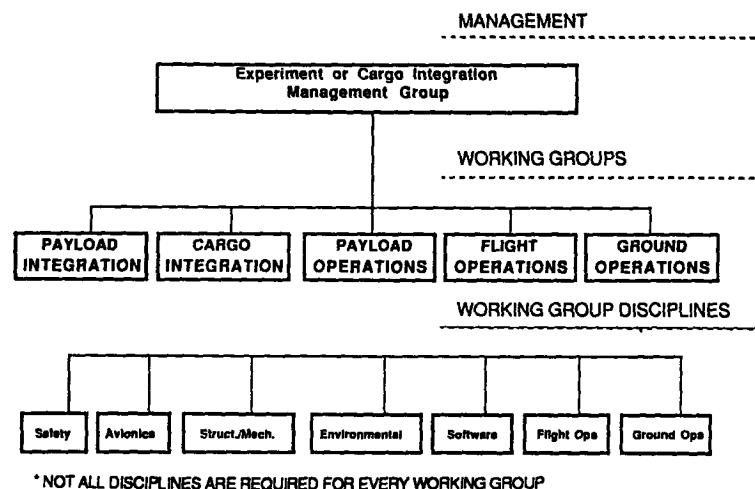 MANAGEMENT
Experiment or Cargo Integration
Management Group
WORKING GROUPS
PAYLOAD INTEGRATION
CARGO INTEGRATION
PAYLOAD OPERATIONS
FLIGHT OPERATIONS
GROUND OPERATIONS
WORKING GROUP DISCIPLINES
Safety
Avionics
Struct./Mech.
Environmental
Software
Flight Ops
Ground Ops
* NOT ALL DISCIPLINES ARE REQUIRED FOR EVERY WORKING GROUP